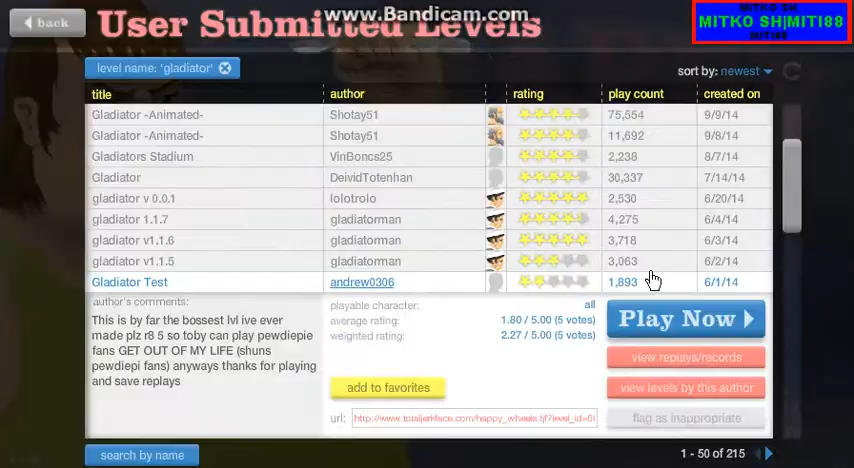 www.Bandicam.com
back
User Submitted Levels
MITKO SH
MITKO SH|MITI88
MITI88
level name: 'gladiator'
sort by: newest
title author rating play count created on
Gladiator -Animated- Shotay51 75,554 9/9/14
Gladiator -Animated- Shotay51 11,692 9/8/14
Gladiators Stadium VinBoncs25 2,238 8/7/14
Gladiator DeividTotenhan 30,337 7/14/14
gladiator v 0.0.1 lolotrolo 2,530 6/20/14
gladiator 1.1.7 gladiatorman 4,275 6/4/14
gladiator v1.1.6 gladiatorman 3,718 6/3/14
gladiator v1.1.5 gladiatorman 3,063 6/2/14
Gladiator Test andrew0306 1,893 6/1/14
author's comments:
This is by far the bossest lvl ive ever
made plz r8 5 so toby can play pewdiepie
fans GET OUT OF MY LIFE (shuns
pewdiepi fans) anyways thanks for playing
and save replays
playable character: all
average rating: 1.80 / 5.00 (5 votes)
weighted rating: 2.27 / 5.00 (5 votes)
add to favorites
url: http://www.totaljerkface.com/happy_wheels.tjf?level_id=
Play Now
view replays/records
view levels by this author
flag as inappropriate
search by name
1 - 50 of 215